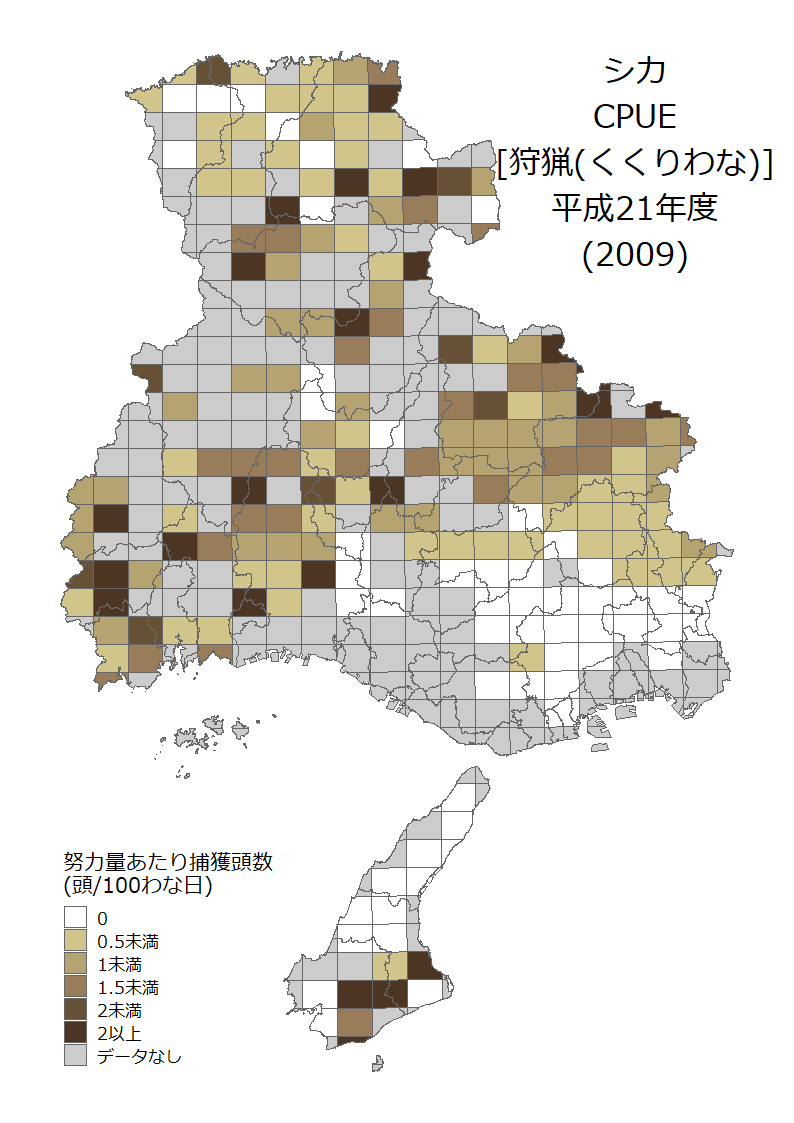 シカ
CPUE
[狩猟(くくりわな)]
平成21年度
(2009)
努力量あたり捕獲頭数
(頭/100わな日)
0
0.5未満
1未満
1.5未満
2未満
2以上
データなし